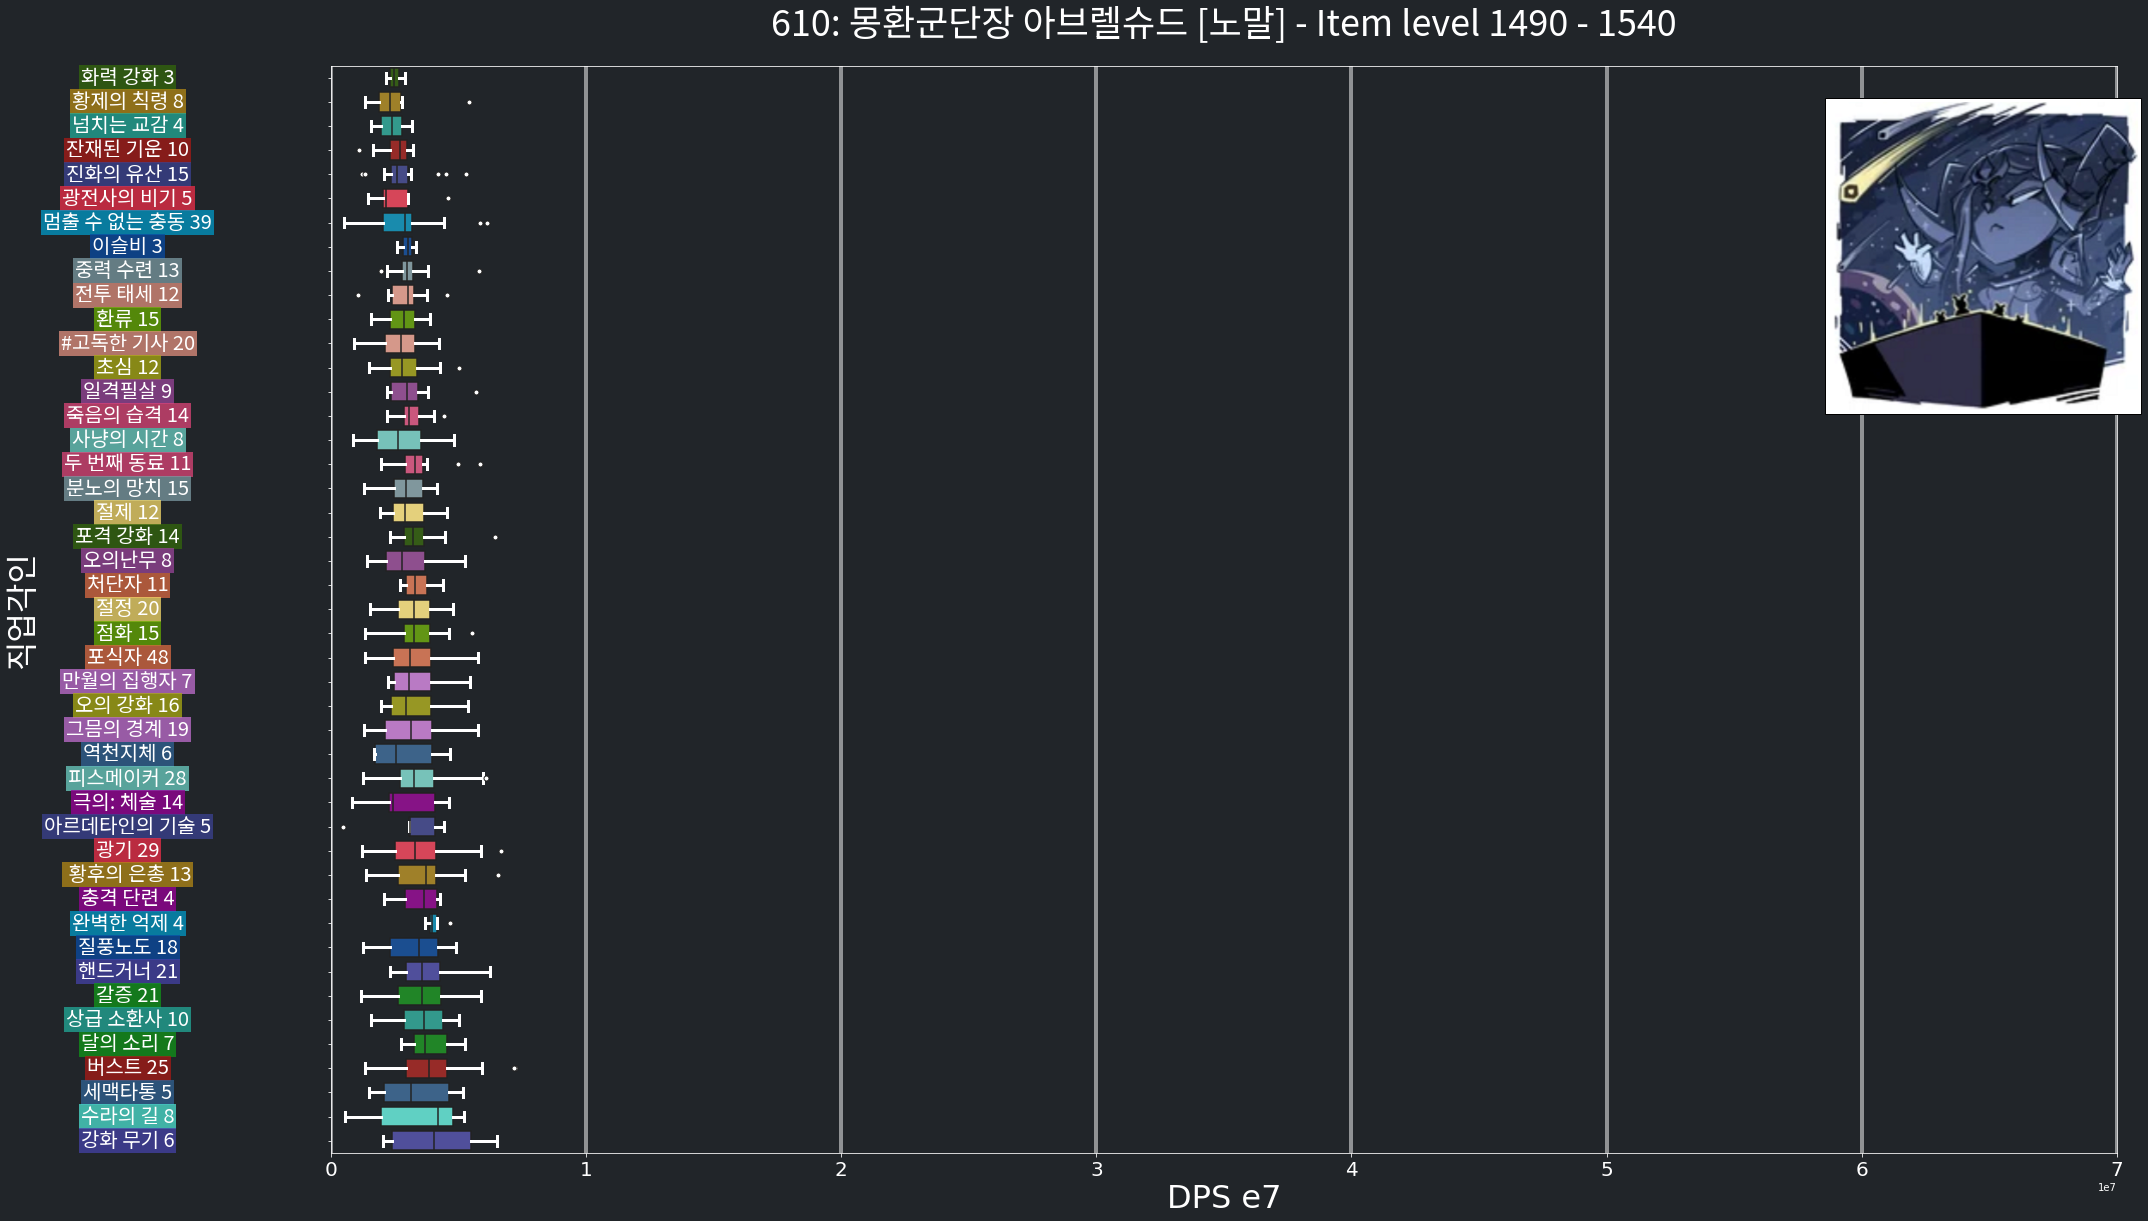 610: 몽환군단장 아브렐슈드 [노말] - Item level 1490 - 1540
화력 강화 3
황제의 칙령 8
넘치는 교감 4
잔재된 기운 10
진화의 유산 15
광전사의 비기 5
멈출 수 없는 충동 39
이슬비 3
중력 수련 13
전투 태세 12
환류 15
#고독한 기사 20
초심 12
일격필살 9
죽음의 습격 14
사냥의 시간 8
두 번째 동료 11
분노의 망치 15
절제 12
포격 강화 14
오의난무 8
처단자 11
절정 20
점화 15
포식자 48
만월의 집행자 7
오의 강화 16
그믐의 경계 19
역천지체 6
피스메이커 28
극의: 체술 14
아르데타인의 기술 5
광기 29
황후의 은총 13
충격 단련 4
완벽한 억제 4
질풍노도 18
핸드거너 21
갈증 21
상급 소환사 10
달의 소리 7
버스트 25
세맥타통 5
수라의 길 8
강화 무기 6
직업각인
0 1 2 3 4 5 6 7
1e7
DPS e7